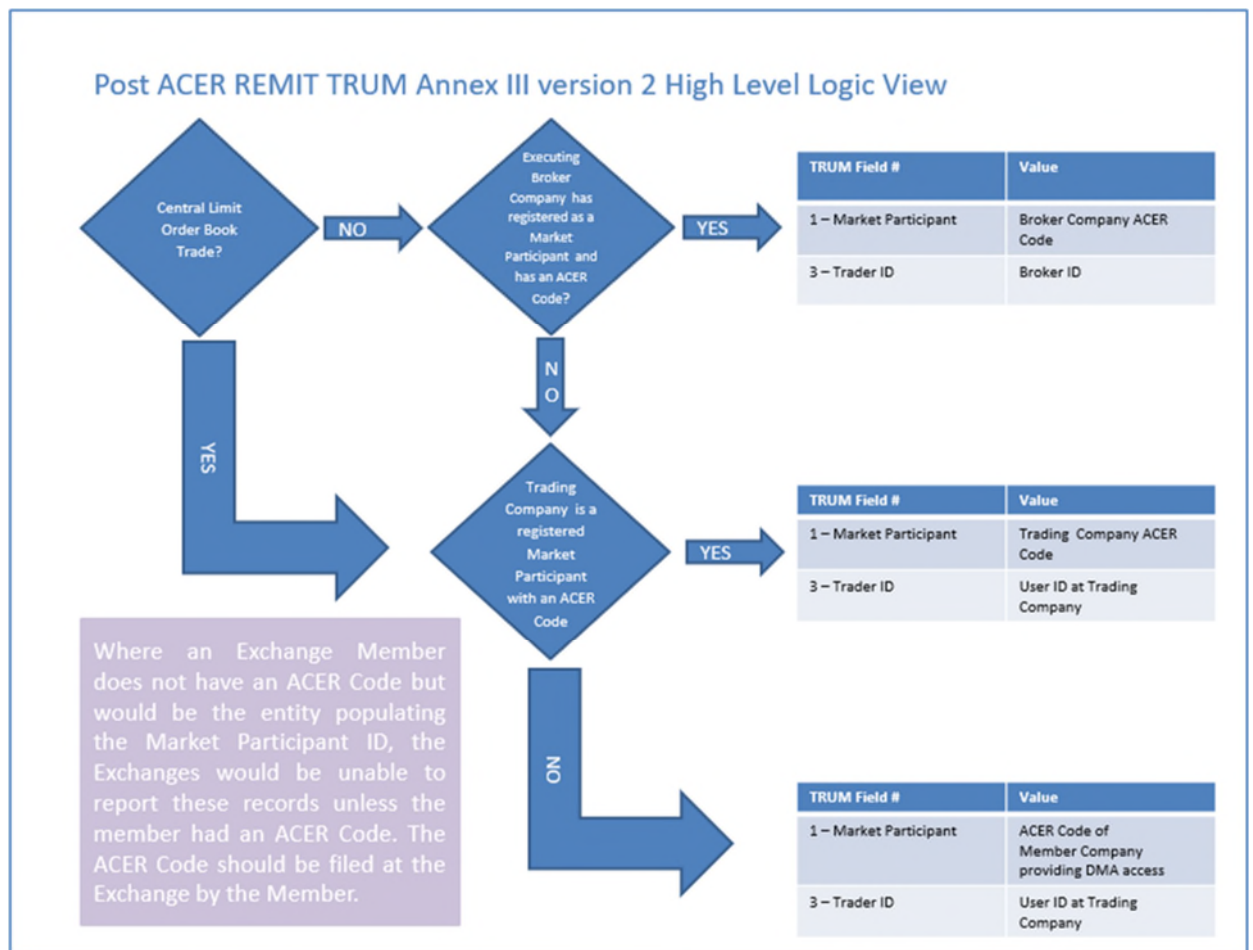 Post ACER REMIT TRUM Annex III version 2 High Level Logic View
Central Limit
Order Book
Trade?
NO
Executing
Broker
Company has
registered as a
Market
Participant and
has an ACER
Code?
YES
TRUM Field #
Value
1 – Market Participant
Broker Company ACER
Code
3 – Trader ID
Broker ID
N
O
YES
Trading
Company is a
registered
Market
Participant
with an ACER
Code
YES
TRUM Field #
Value
1 – Market Participant
Trading Company ACER
Code
3 – Trader ID
User ID at Trading
Company
Where an Exchange Member
does not have an ACER Code but
would be the entity populating
the Market Participant ID, the
Exchanges would be unable to
report these records unless the
member had an ACER Code. The
ACER Code should be filed at the
Exchange by the Member.
NO
TRUM Field #
Value
1 – Market Participant
ACER Code of
Member Company
providing DMA access
3 – Trader ID
User ID at Trading
Company